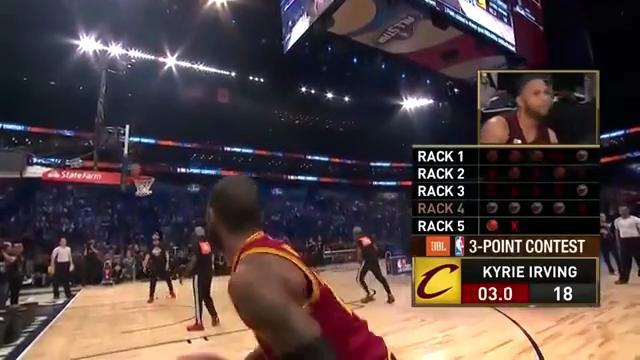 StateFarm
RACK 1
RACK 2
RACK 3
RACK 4
RACK 5 X
JBL 3-POINT CONTEST
C KYRIE IRVING
03.0 18